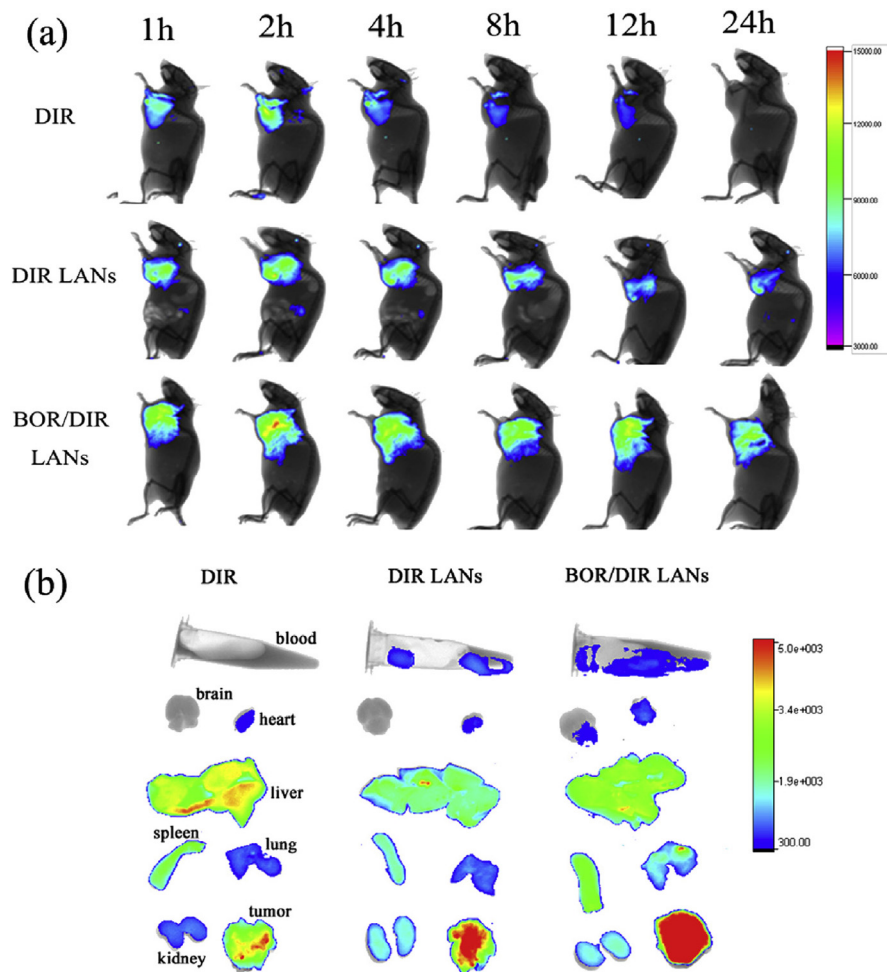 (a)
1h 2h 4h 8h 12h 24h
DIR
DIR LANs
BOR/DIR
LANs
15000.00
12000.00
9000.00
6000.00
3000.00
(b)
DIR DIR LANs BOR/DIR LANs
blood
brain
heart
liver
spleen
lung
tumor
kidney
5.0e+003
3.4e+003
1.9e+003
300.00